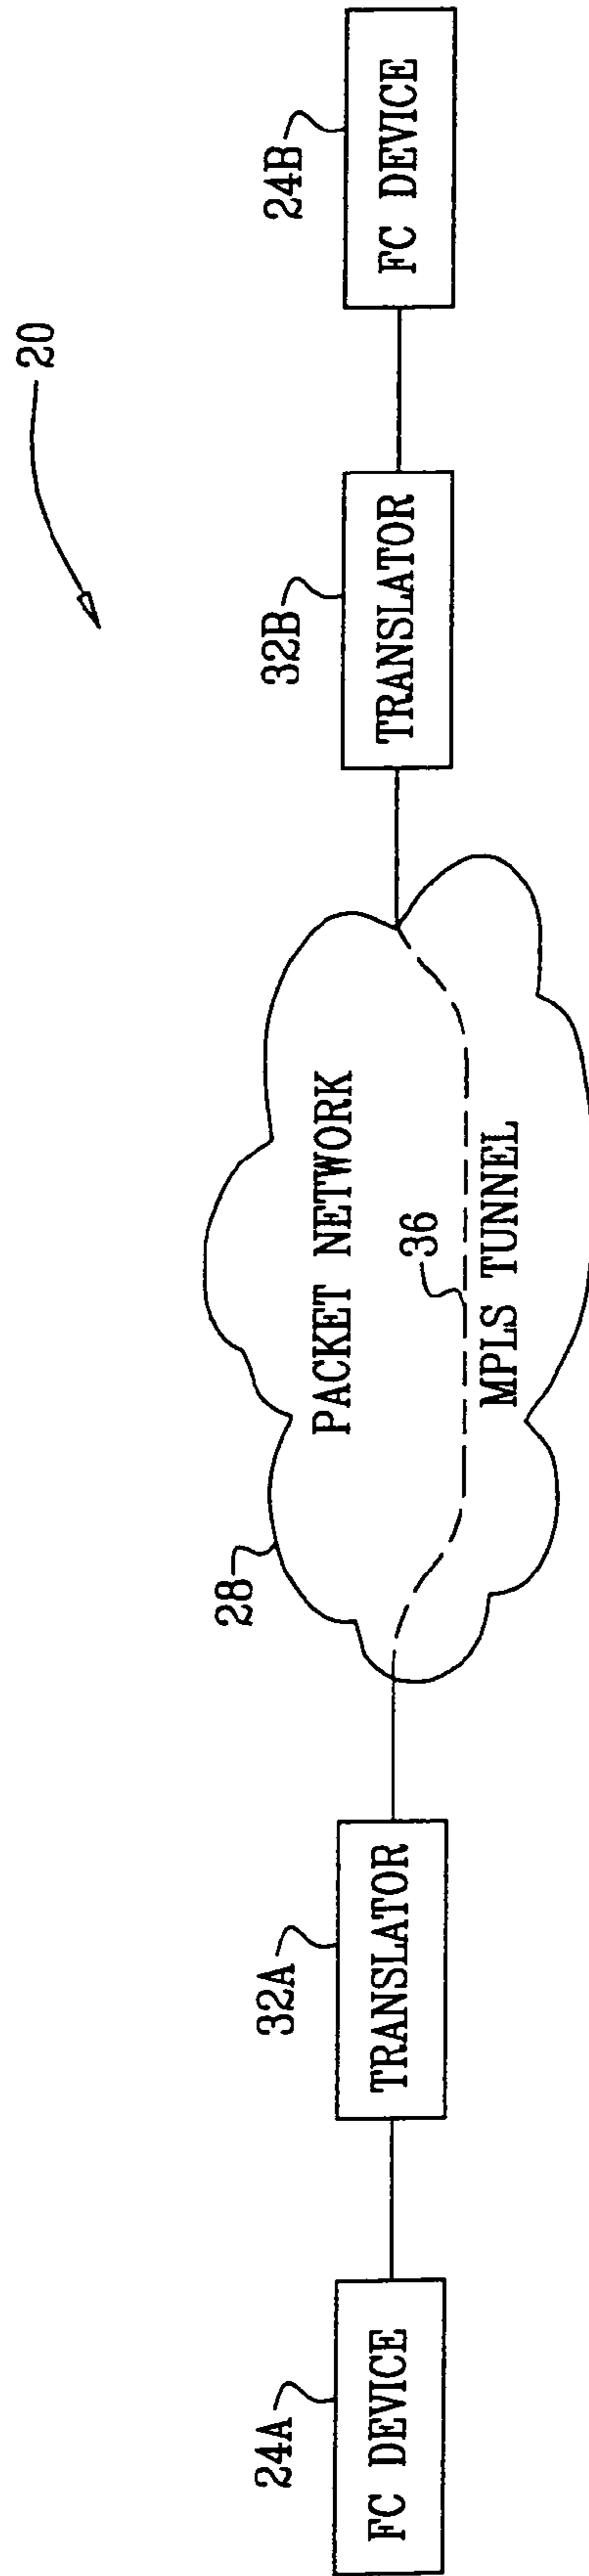 20
24A
FC DEVICE
32A
TRANSLATOR
28
PACKET NETWORK
36
MPLS TUNNEL
32B
TRANSLATOR
24B
FC DEVICE